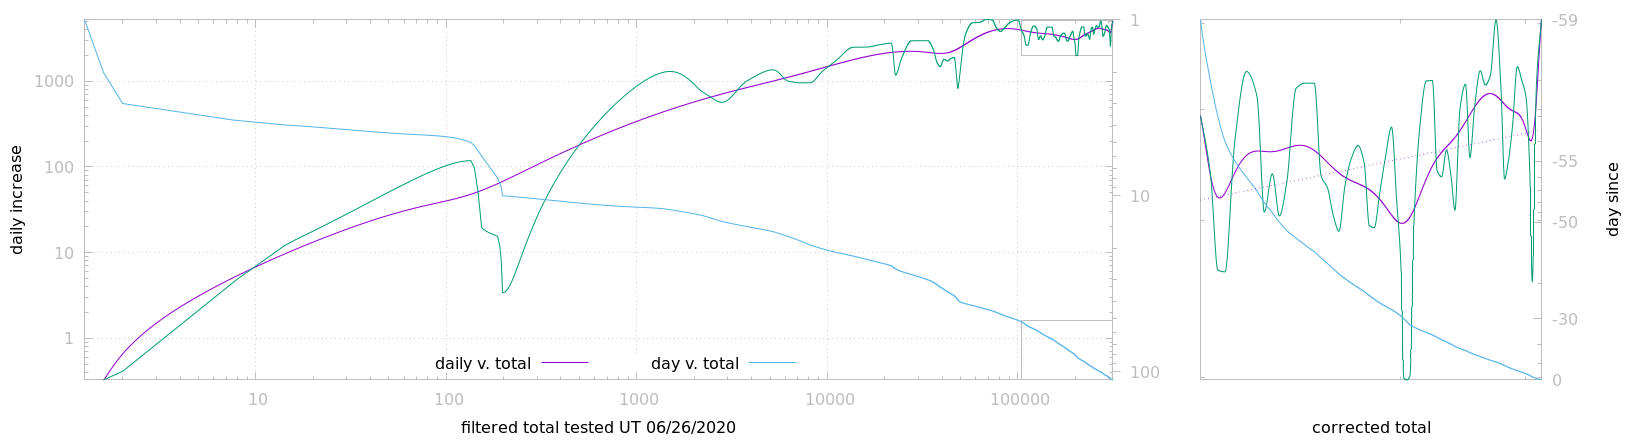 daily increase
1000
100
10
1
daily v. total
day v. total
10
100
1000
10000
100000
filtered total tested UT 06/26/2020
1
10
100
-59
-55
-50
-30
0
day since
corrected total